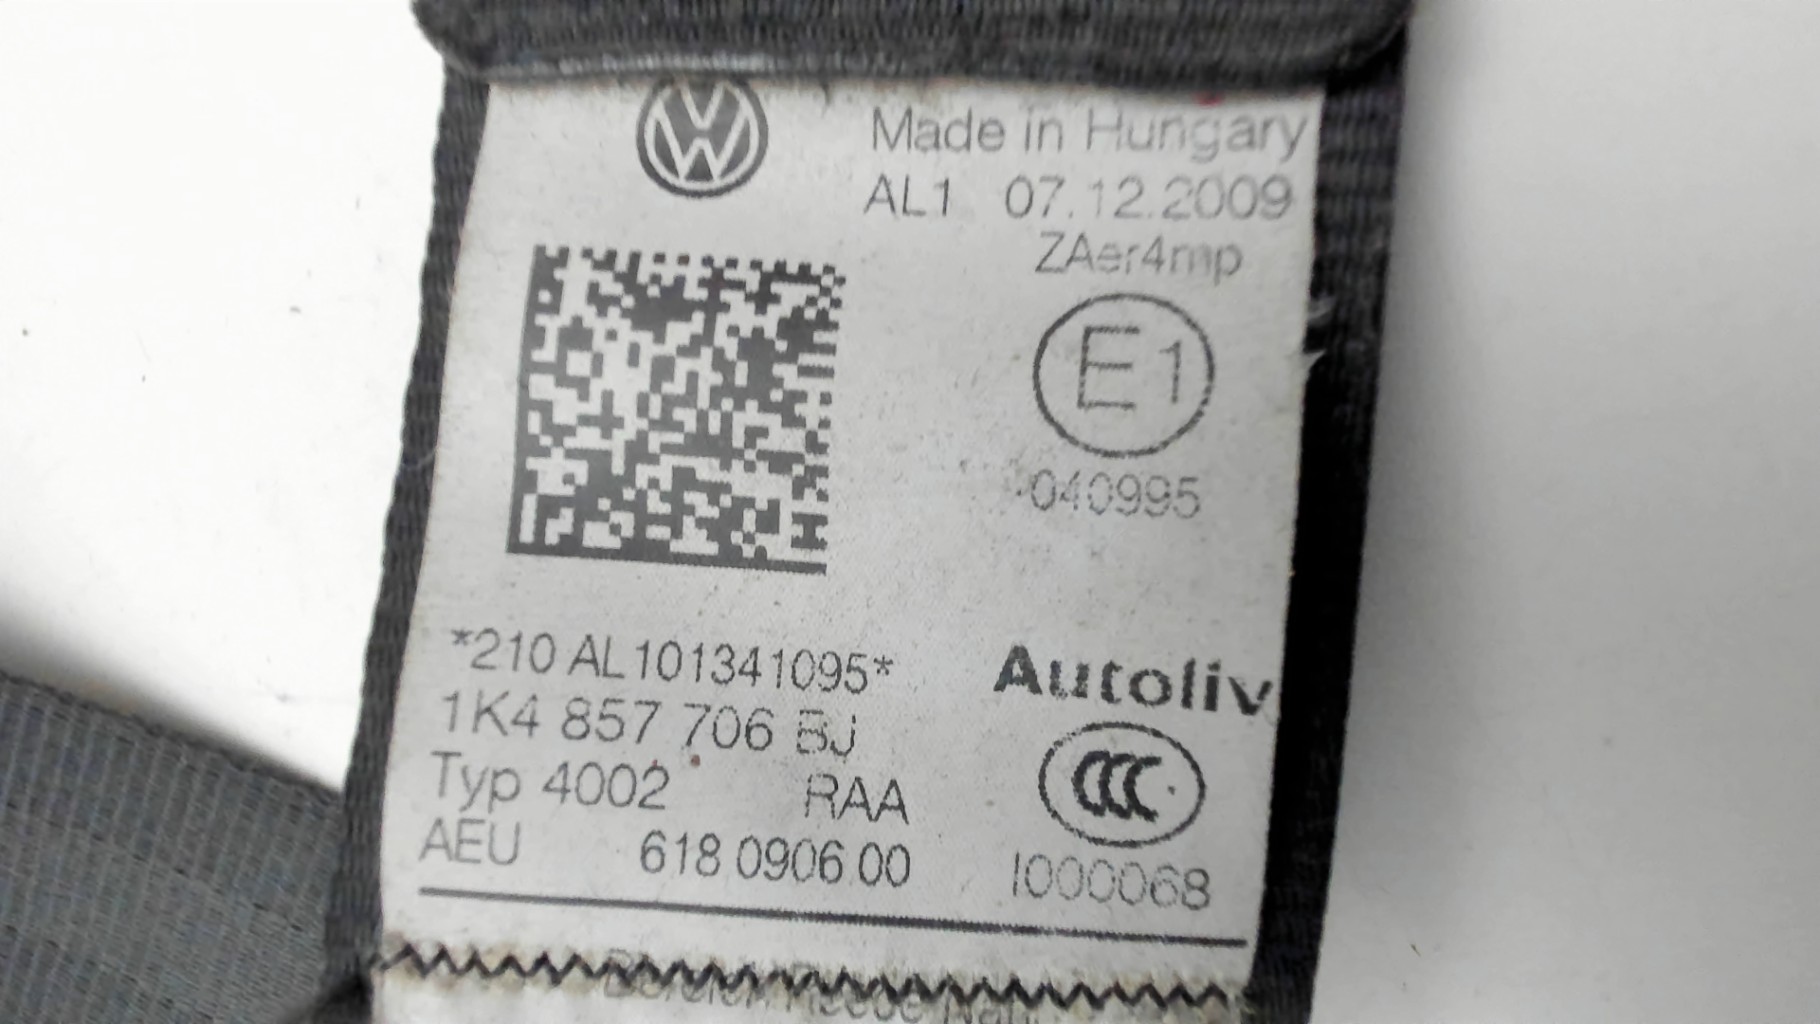 Made in Hungary
AL1 07.12.2009
ZAer4mp
E1
040995
*210 AL101341095*
Autoliv
1K4 857 706 BJ
Typ 4002 RAA
CCC
AEU 618 0906 00
I000068